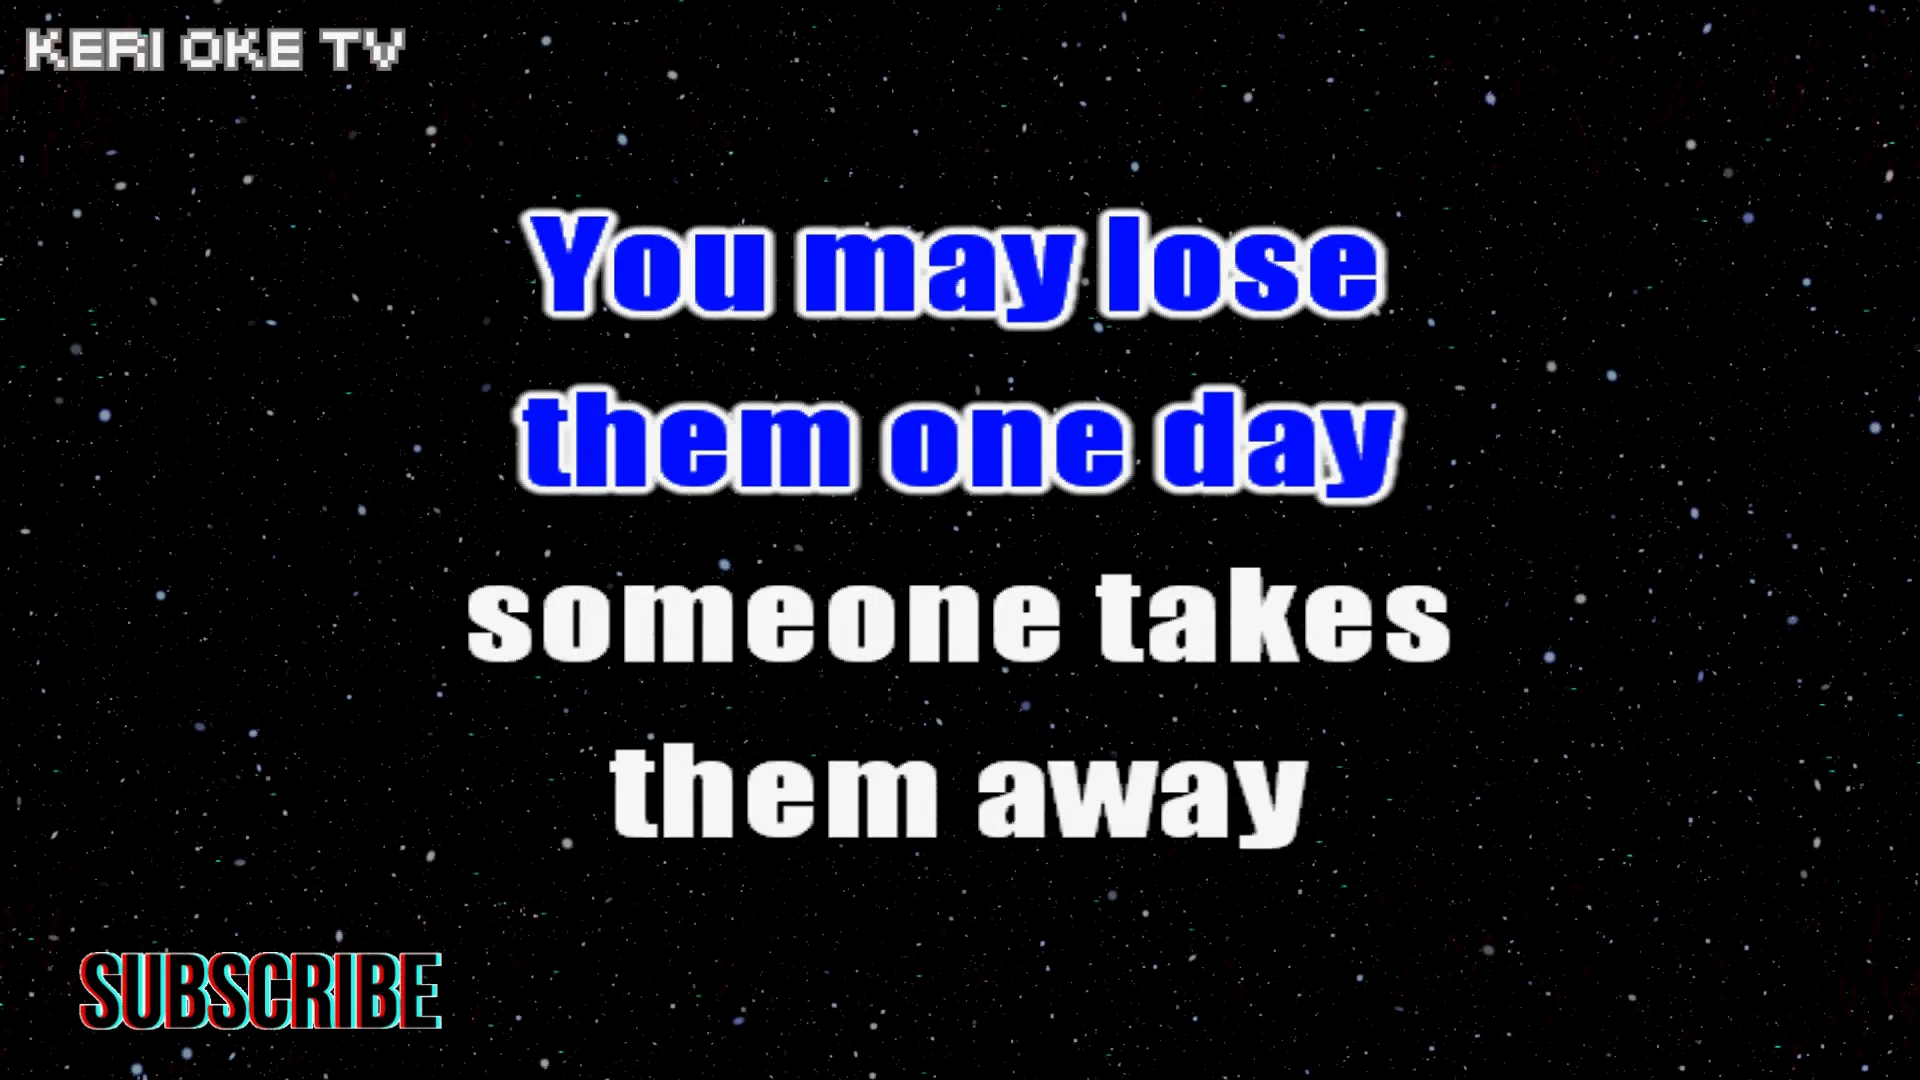 KERI OKE TV
You may lose
them one day
someone takes
them away
SUBSCRIBE